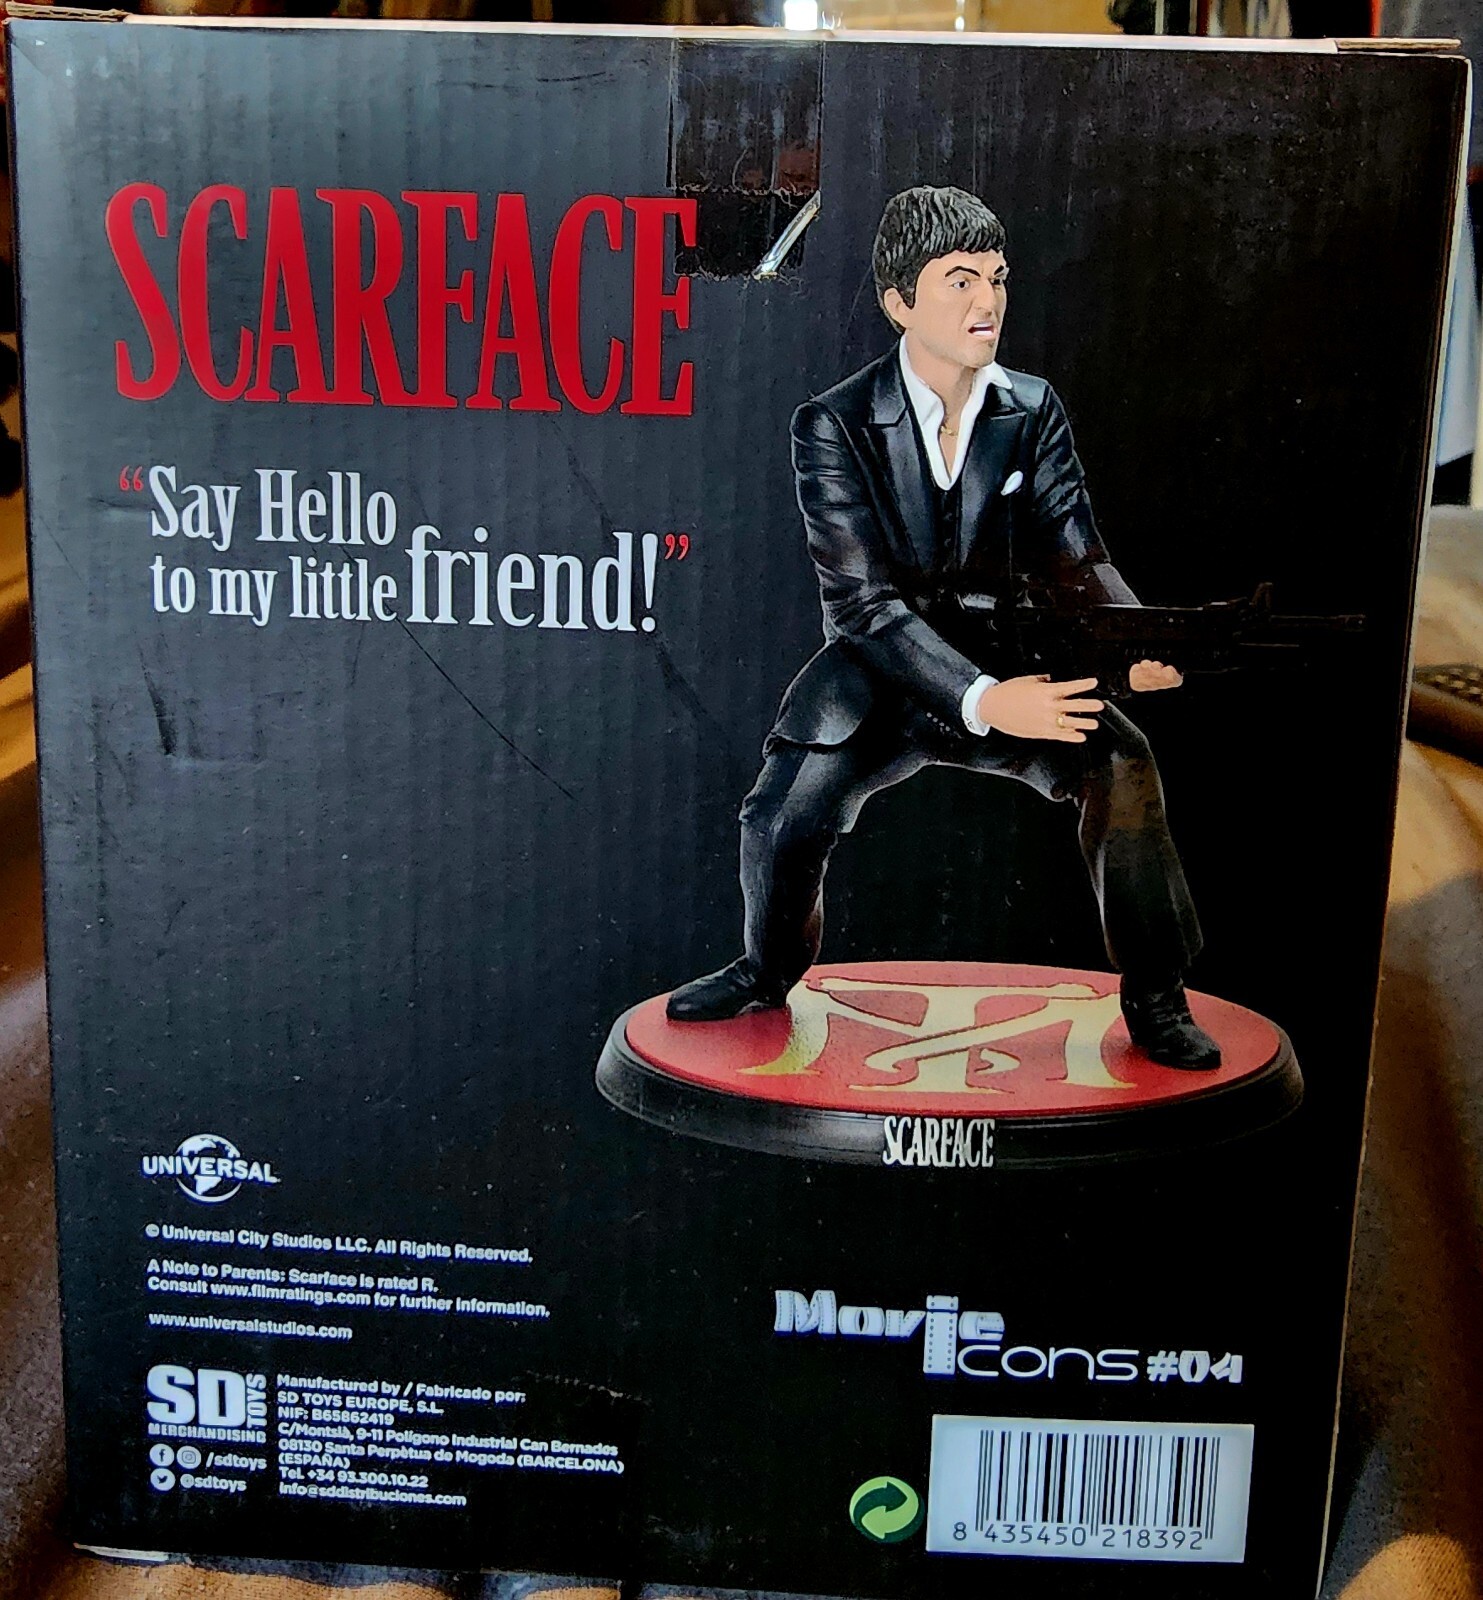 SCARFACE
“Say Hello
to my little friend!”
SCARFACE
UNIVERSAL
© Universal City Studios LLC. All Rights Reserved.
A Note to Parents: Scarface is rated R.
Consult www.filmratings.com for further information.
www.universalstudios.com
Movie
Icons #04
SD TOYS
MERCHANDISING
/sdtoys
@sdtoys
Manufactured by / Fabricado por:
SD TOYS EUROPE, S.L.
NIF: B65862419
C/Montsià, 9-11 Polígono Industrial Can Bernades
08130 Santa Perpètua de Mogoda (BARCELONA)
(ESPAÑA)
Tel. +34 93.300.10.22
info@sddistribuciones.com
8 435450 218392